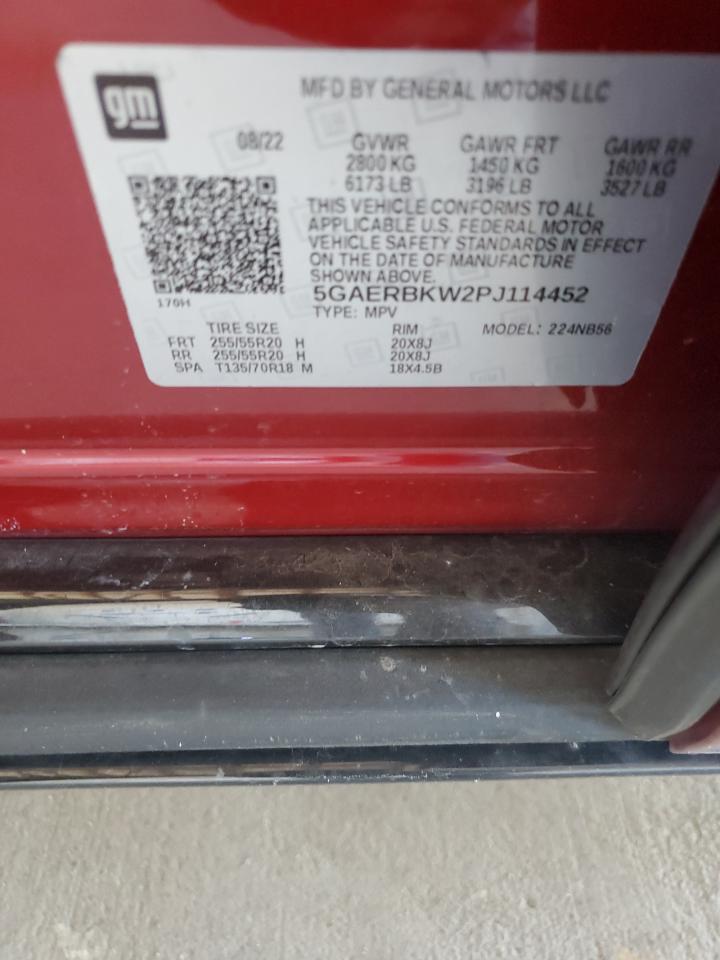 gm
MFD BY GENERAL MOTORS LLC
08/22 GVWR GAWR FRT GAWR RR
2800 KG 1450 KG 1600 KG
6173 LB 3196 LB 3527 LB
THIS VEHICLE CONFORMS TO ALL
APPLICABLE U.S. FEDERAL MOTOR
VEHICLE SAFETY STANDARDS IN EFFECT
ON THE DATE OF MANUFACTURE
SHOWN ABOVE.
170H
5GAERBKW2PJ114452
TYPE: MPV
TIRE SIZE RIM MODEL: 224NB56
FRT 255/55R20 H 20X8J
RR 255/55R20 H 20X8J
SPA T135/70R18 M 18X4.5B